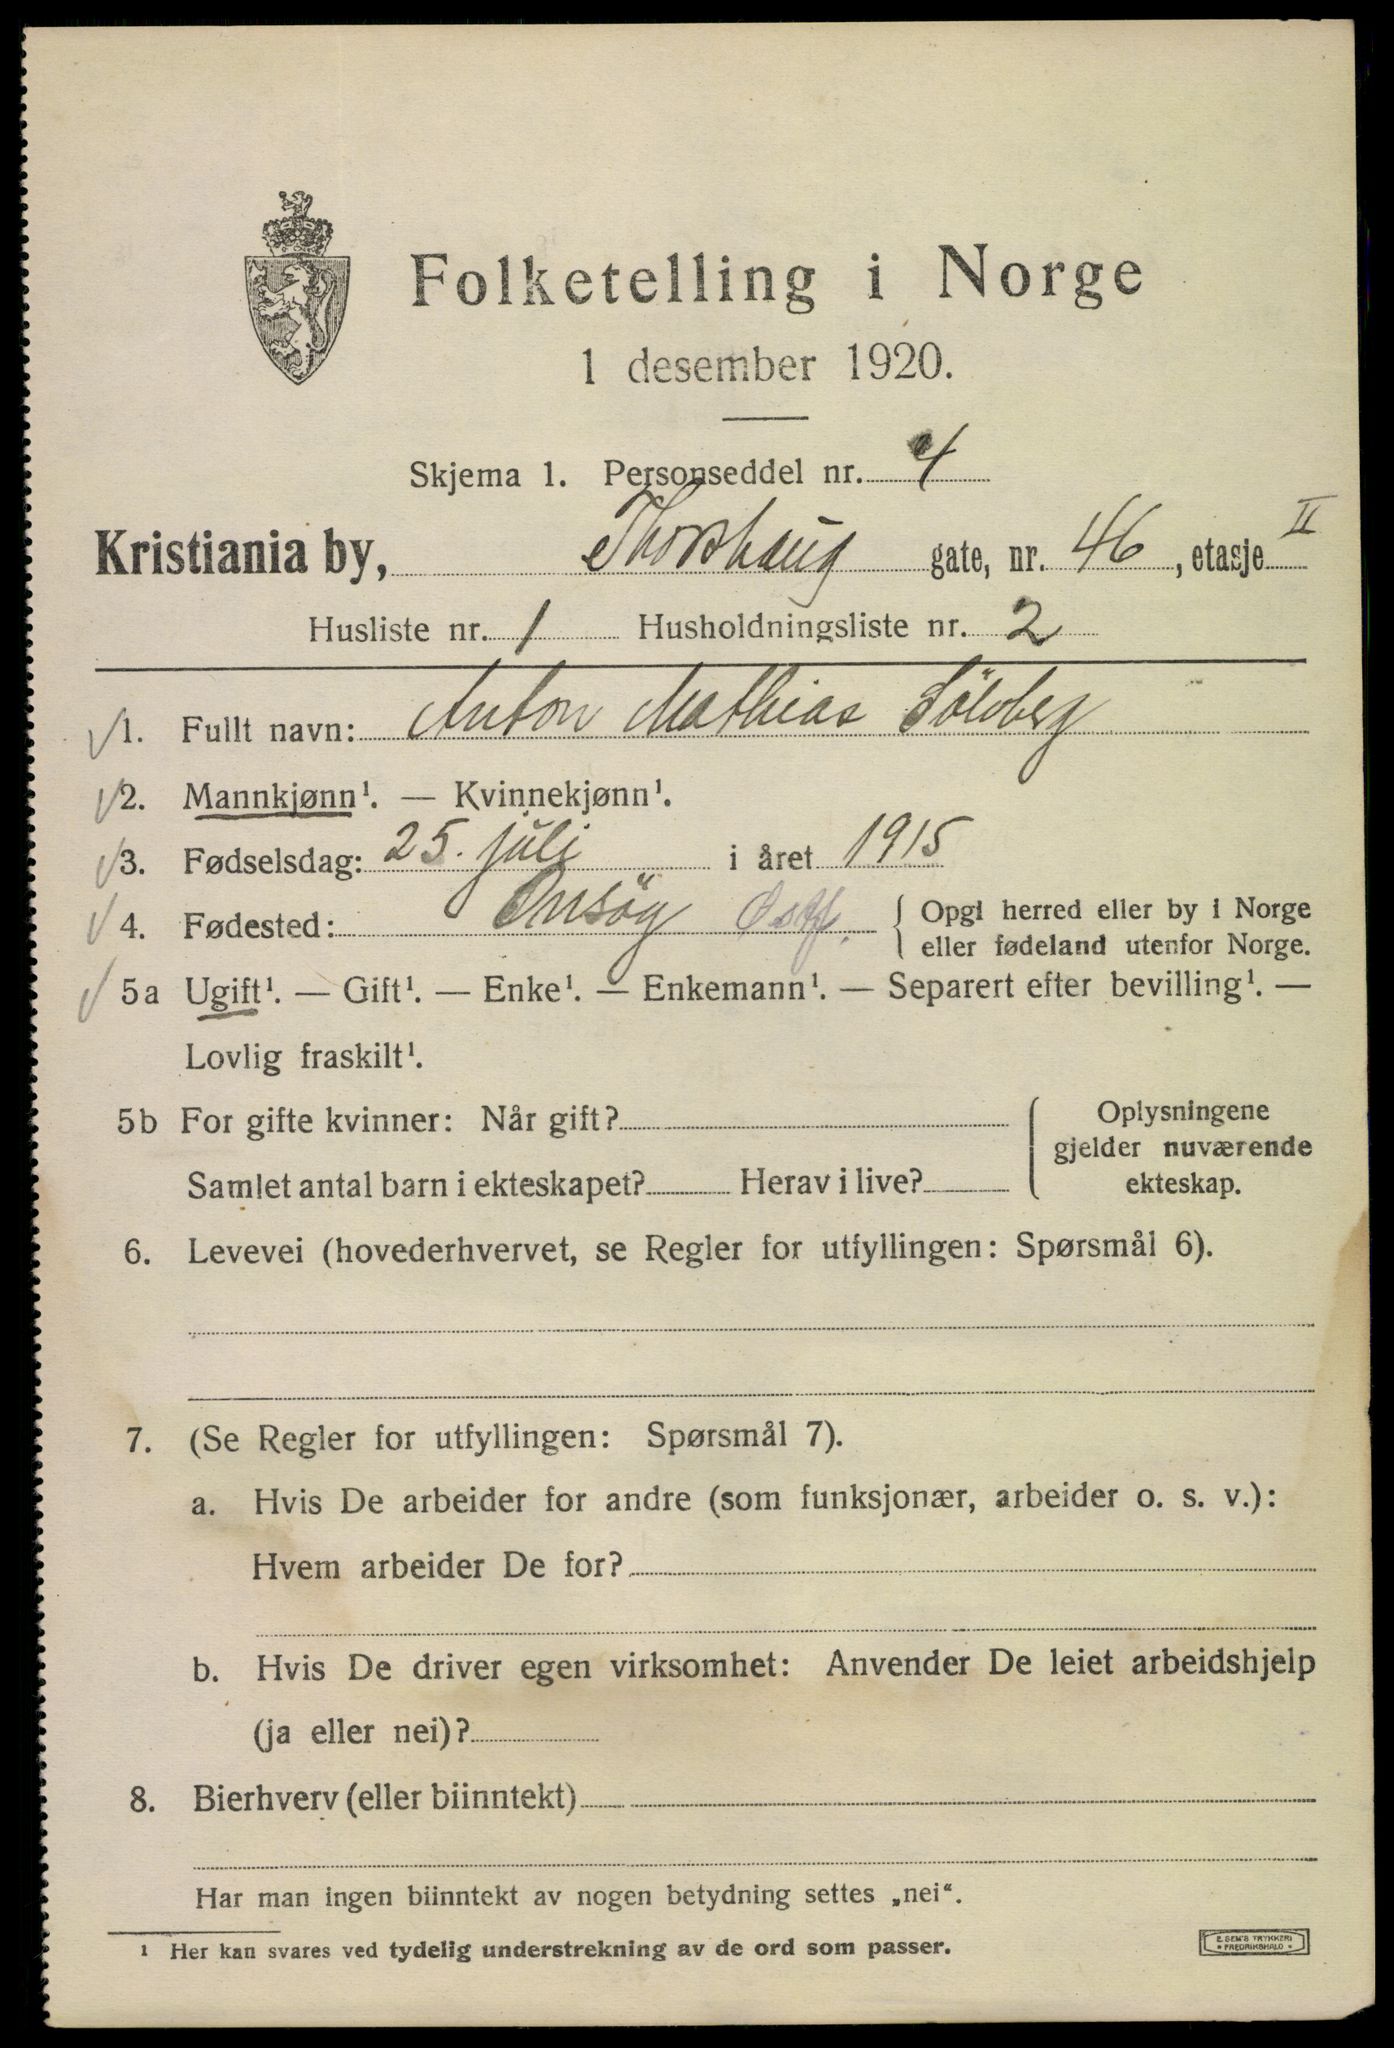 Folketelling i Norge
1 desember 1920.
Skjema 1. Personseddel nr. 4
Kristiania by, Thorshaug gate, nr. 46, etasje II
Husliste nr. 1 Husholdningsliste nr. 2
1. Fullt navn: Anton Mathias Sölvberg
2. Mannkjønn¹. — Kvinnekjønn¹.
3. Fødselsdag: 25. juli i året 1915
4. Fødested: Onsöy Østf. { Opgi herred eller by i Norge
eller fødeland utenfor Norge.
5a Ugift¹. — Gift¹. — Enke¹. — Enkemann¹. — Separert efter bevilling¹. —
Lovlig fraskilt¹.
5b For gifte kvinner: Når gift? { Oplysningene
gjelder nuværende
Samlet antal barn i ekteskapet? Herav i live? ekteskap.
6. Levevei (hovederhvervet, se Regler for utfyllingen: Spørsmål 6).
7. (Se Regler for utfyllingen: Spørsmål 7).
a. Hvis De arbeider for andre (som funksjonær, arbeider o. s. v.):
Hvem arbeider De for?
b. Hvis De driver egen virksomhet: Anvender De leiet arbeidshjelp
(ja eller nei)?
8. Bierhverv (eller biinntekt)
Har man ingen biinntekt av nogen betydning settes „nei“.
¹ Her kan svares ved tydelig understrekning av de ord som passer.
E. SEM'S TRYKKERI
• FREDRIKSHALD •